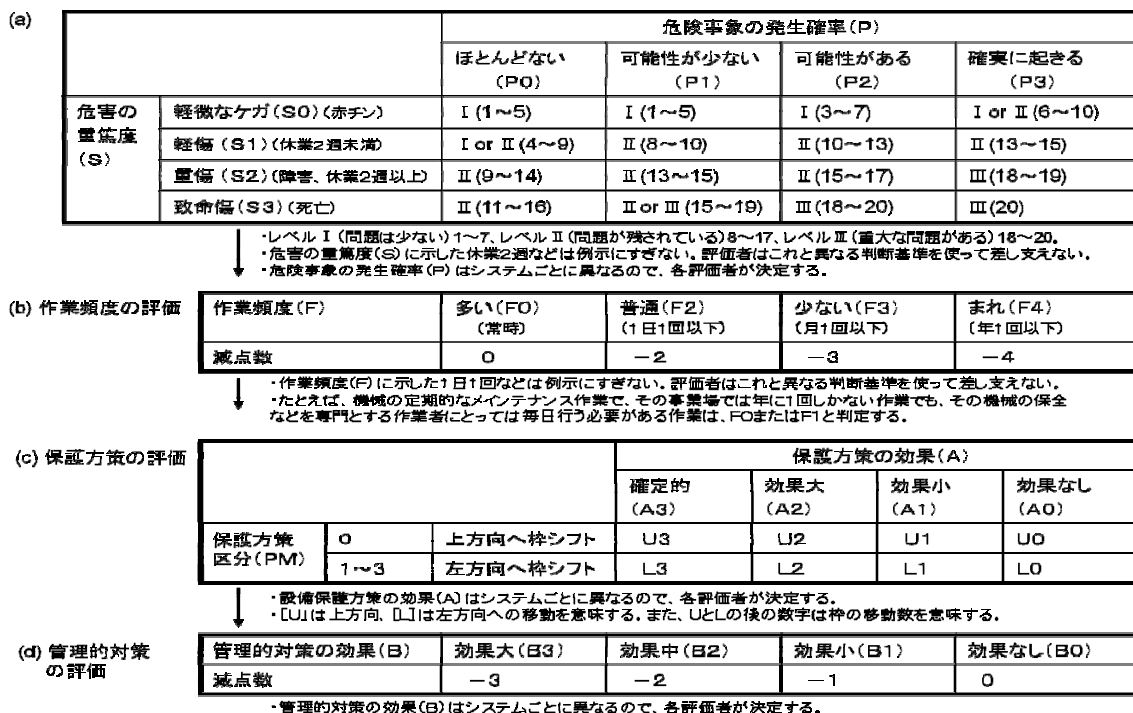 (a)
危険事象の発生確率(P)
ほとんどない 可能性が少ない 可能性がある 確実に起きる
(P0) (P1) (P2) (P3)
危害の重篤度(S)
軽微なケガ(S0)(赤チン) Ⅰ(1～5) Ⅰ(1～5) Ⅰ(3～7) Ⅰ or Ⅱ(6～10)
軽傷(S1)(休業2週未満) Ⅰ or Ⅱ(4～9) Ⅱ(8～10) Ⅱ(10～13) Ⅱ(13～15)
重傷(S2)(障害、休業2週以上) Ⅱ(9～14) Ⅱ(13～15) Ⅱ(15～17) Ⅲ(18～19)
致命傷(S3)(死亡) Ⅱ(11～16) Ⅱ or Ⅲ(15～19) Ⅲ(18～20) Ⅲ(20)
・レベルⅠ(問題は少ない)1～7、レベルⅡ(問題が残されている)8～17、レベルⅢ(重大な問題がある)18～20。
・危害の重篤度(S)に示した休業2週などは例示にすぎない。評価者はこれと異なる判断基準を使って差し支えない。
・危険事象の発生確率(P)はシステムごとに異なるので、各評価者が決定する。
(b) 作業頻度の評価
作業頻度(F) 多い(F0) 普通(F2) 少ない(F3) まれ(F4)
(常時) (1日1回以下) (月1回以下) (年1回以下)
減点数 0 －2 －3 －4
・作業頻度(F)に示した1日1回などは例示にすぎない。評価者はこれと異なる判断基準を使って差し支えない。
・たとえば、機械の定期的なメインテナンス作業で、その事業場では年に1回しかない作業でも、その機械の保全
などを専門とする作業者にとっては毎日行う必要がある作業は、F0またはF1と判定する。
(c) 保護方策の評価
保護方策の効果(A)
確定的 効果大 効果小 効果なし
(A3) (A2) (A1) (A0)
保護方策 0 上方向へ枠シフト U3 U2 U1 U0
区分(PM) 1～3 左方向へ枠シフト L3 L2 L1 L0
・設備保護方策の効果(A)はシステムごとに異なるので、各評価者が決定する。
・[U]は上方向、[L]は左方向への移動を意味する。また、UとLの後の数字は枠の移動数を意味する。
(d) 管理的対策
の評価
管理的対策の効果(B) 効果大(B3) 効果中(B2) 効果小(B1) 効果なし(B0)
減点数 －3 －2 －1 0
・管理的対策の効果(B)はシステムごとに異なるので、各評価者が決定する。